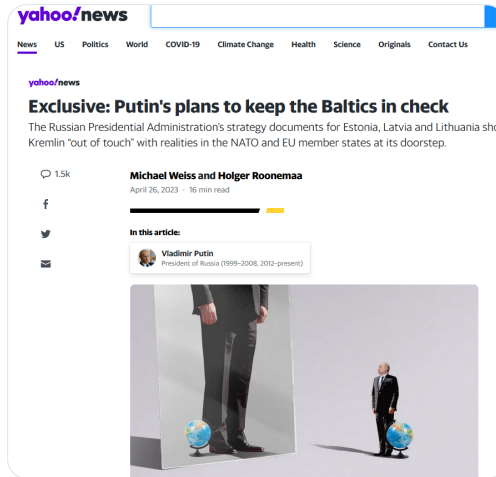 yahoo!news
News US Politics World COVID-19 Climate Change Health Science Originals Contact Us
yahoo!news
Exclusive: Putin's plans to keep the Baltics in check
The Russian Presidential Administration's strategy documents for Estonia, Latvia and Lithuania
Kremlin "out of touch" with realities in the NATO and EU member states at its doorstep.
1.5k
Michael Weiss and Holger Roonemaa
April 26, 2023 · 16 min read
In this article:
Vladimir Putin
President of Russia (1999–2008, 2012–present)